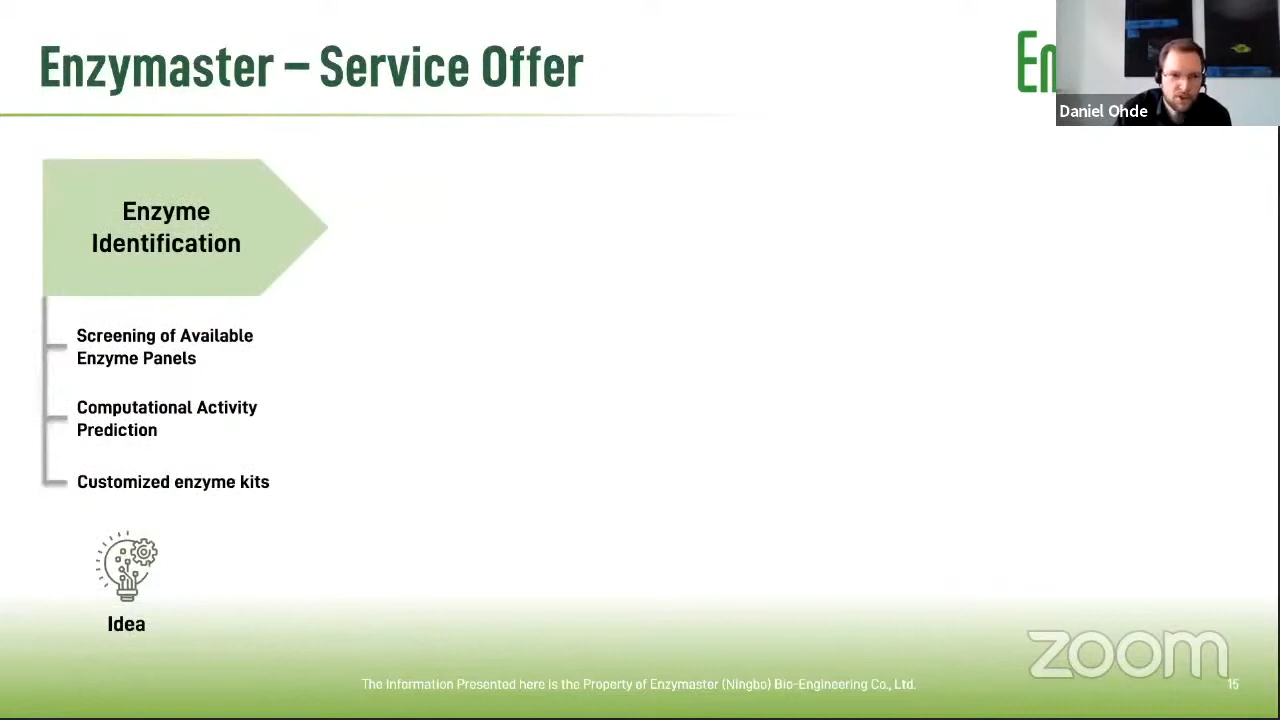 Enzymaster – Service Offer
En
Daniel Ohde
Enzyme
Identification
Screening of Available
Enzyme Panels
Computational Activity
Prediction
Customized enzyme kits
Idea
zoom
The Information Presented here is the Property of Enzymaster (Ningbo) Bio-Engineering Co., Ltd.
15